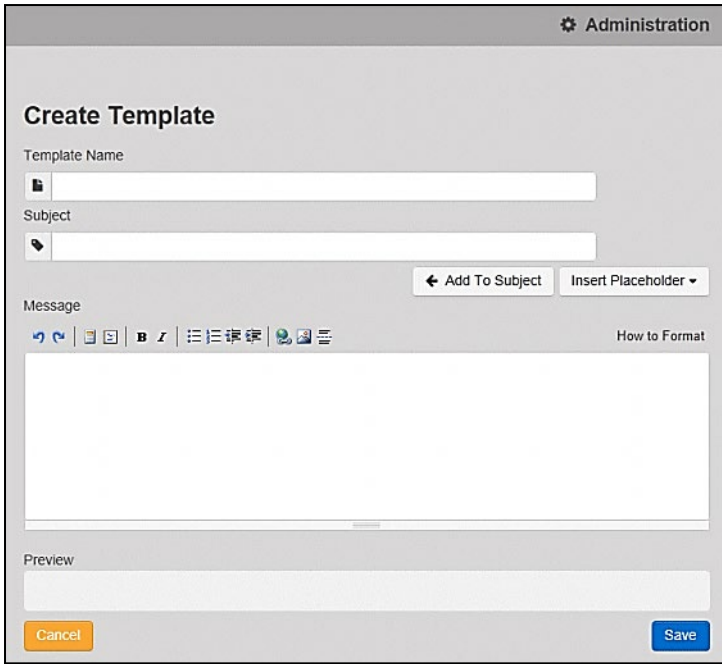 Administration
Create Template
Template Name
Subject
Add To Subject Insert Placeholder
Message
B I How to Format
Preview
Cancel Save